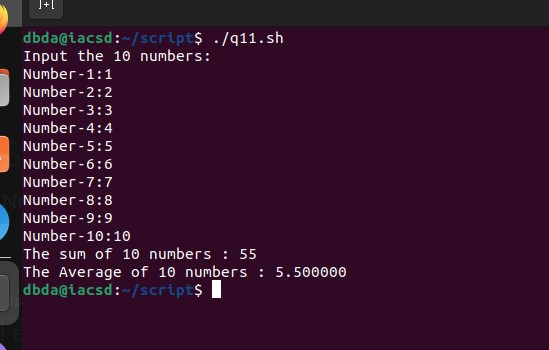 dbda@iacsd:~/script$ ./q11.sh
Input the 10 numbers:
Number-1:1
Number-2:2
Number-3:3
Number-4:4
Number-5:5
Number-6:6
Number-7:7
Number-8:8
Number-9:9
Number-10:10
The sum of 10 numbers : 55
The Average of 10 numbers : 5.500000
dbda@iacsd:~/script$